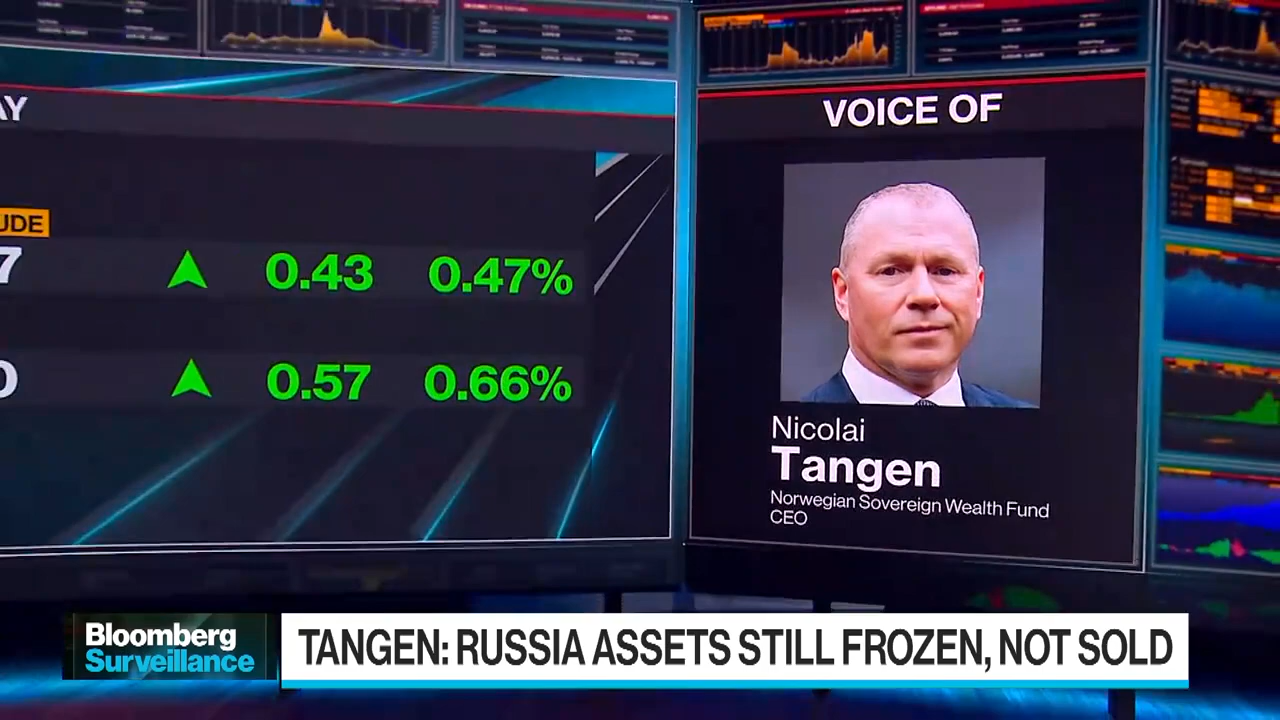 AY
UDE
7
0.43 0.47%
0
0.57 0.66%
VOICE OF
Nicolai
Tangen
Norwegian Sovereign Wealth Fund
CEO
Bloomberg
Surveillance
TANGEN: RUSSIA ASSETS STILL FROZEN, NOT SOLD